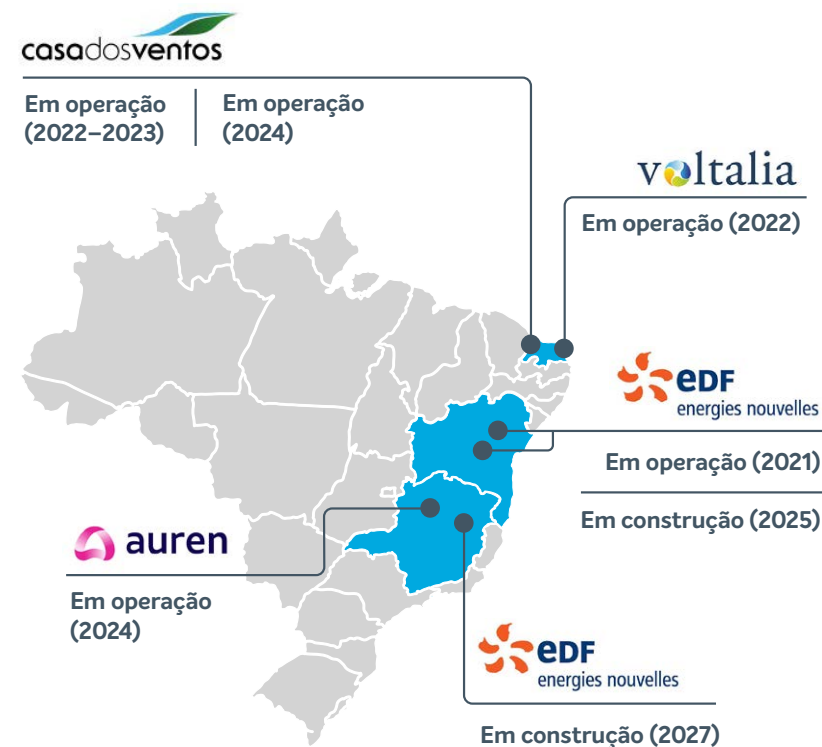 casadosventos
Em operação
(2022–2023)
Em operação
(2024)
voltalia
Em operação (2022)
eDF
energies nouvelles
Em operação (2021)
Em construção (2025)
auren
Em operação
(2024)
eDF
energies nouvelles
Em construção (2027)